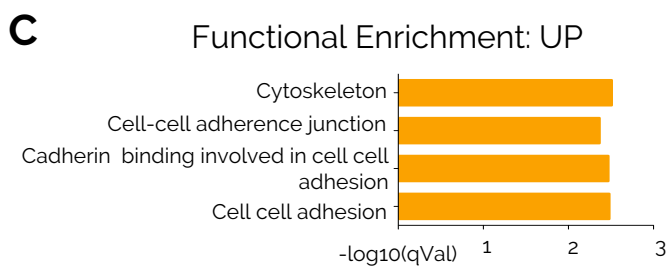 C
Functional Enrichment: UP
Cytoskeleton
Cell-cell adherence junction
Cadherin binding involved in cell cell
adhesion
Cell cell adhesion
-log10(qVal) 1 2 3